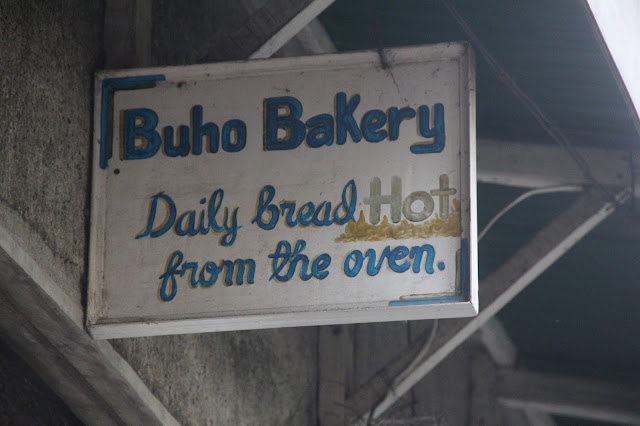 Buho Bakery
Daily bread Hot
from the oven.